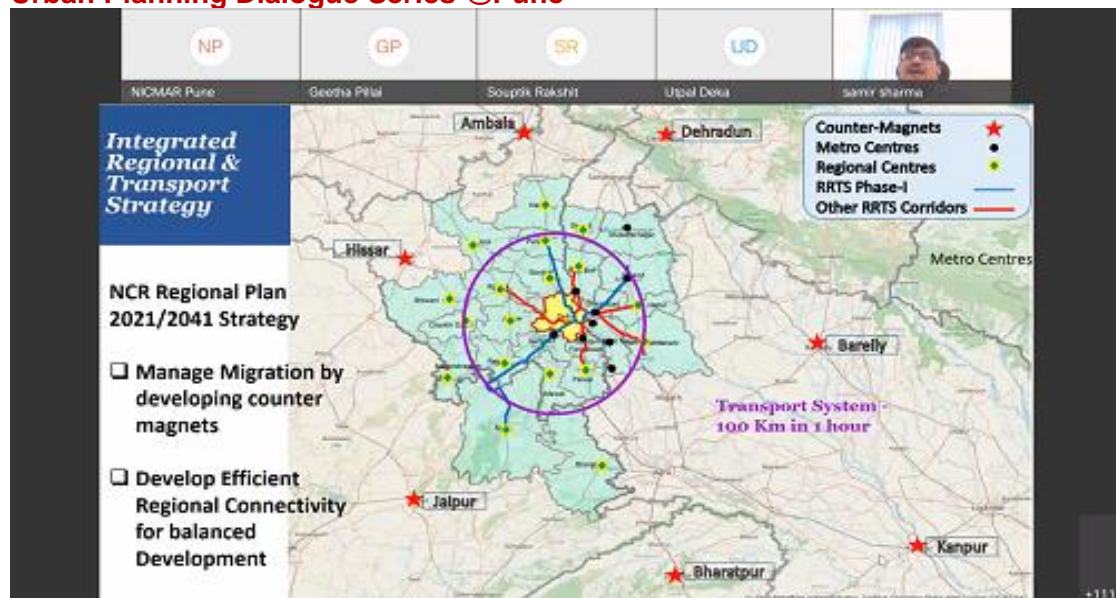 Urban Planning Dialogue Series @Pune
NP
GP
SR
UD
NICMAR Pune
Geetha Pillai
Souptik Rakshit
Utpal Deka
samir sharma
Integrated
Regional &
Transport
Strategy
NCR Regional Plan
2021/2041 Strategy
❑ Manage Migration by
developing counter
magnets
❑ Develop Efficient
Regional Connectivity
for balanced
Development
Counter-Magnets
Metro Centres
Regional Centres
RRTS Phase-I
Other RRTS Corridors
Ambala
Dehradun
Hissar
Metro Centres
Barelly
Transport System -
100 Km in 1 hour
Jaipur
Kanpur
Bharatpur